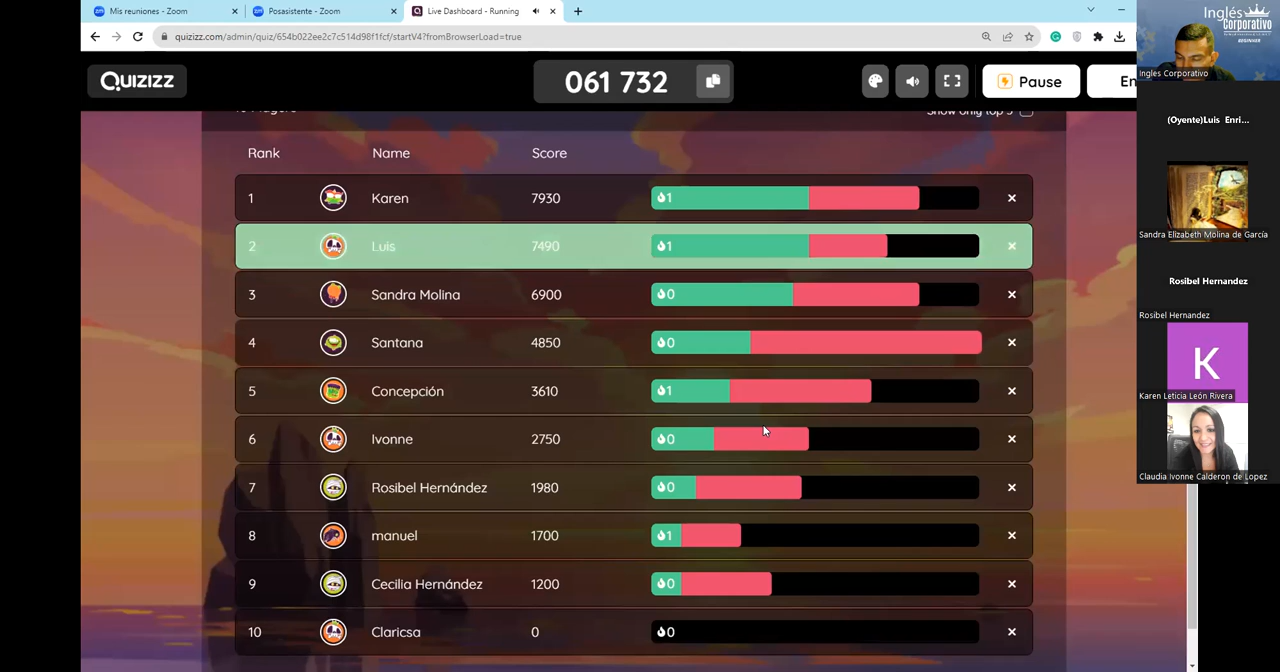 Mis reuniones - Zoom
Posasistente - Zoom
Live Dashboard - Running
quizizz.com/admin/quiz/654b022ee2c7c514d98f1fcf/startV4?fromBrowserLoad=true
Quizizz
061 732
Pause
En
Show only top 5
Rank Name Score
1 Karen 7930 1
2 Luis 7490 1
3 Sandra Molina 6900 0
4 Santana 4850 0
5 Concepción 3610 1
6 Ivonne 2750 0
7 Rosibel Hernández 1980 0
8 manuel 1700 1
9 Cecilia Hernández 1200 0
10 Claricsa 0 0
Inglés
Corporativo
BEGINNER
Ingles Corporativo
(Oyente)Luis Enri...
Sandra Elizabeth Molina de García
Rosibel Hernandez
Rosibel Hernandez
K
Karen Leticia León Rivera
Claudia Ivonne Calderon de Lopez